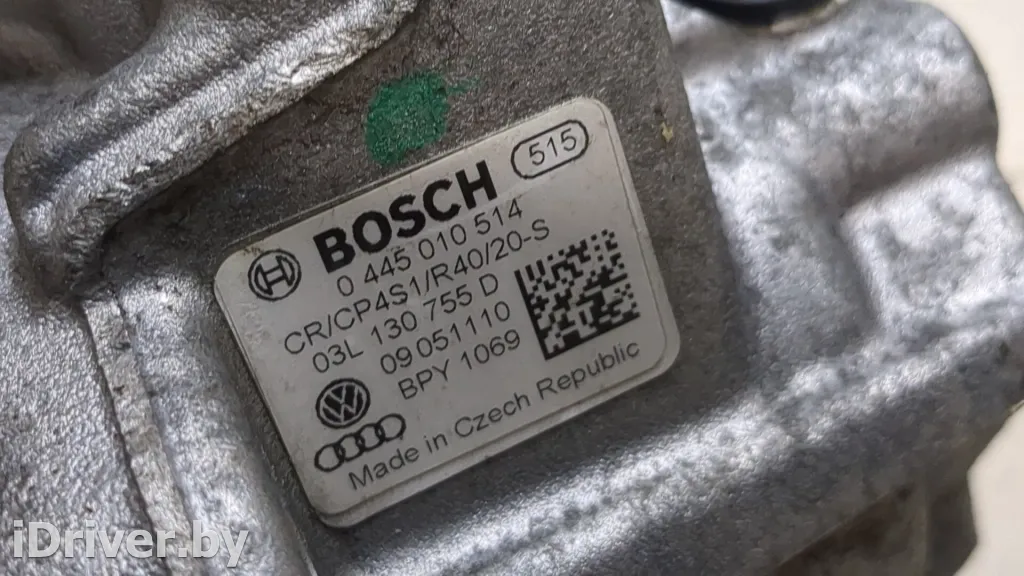 BOSCH 515
0 445 010 514
CR/CP4S1/R40/20-S
03L 130 755 D
09 051110
BPY 1069
Made in Czech Republic
iDriver.by